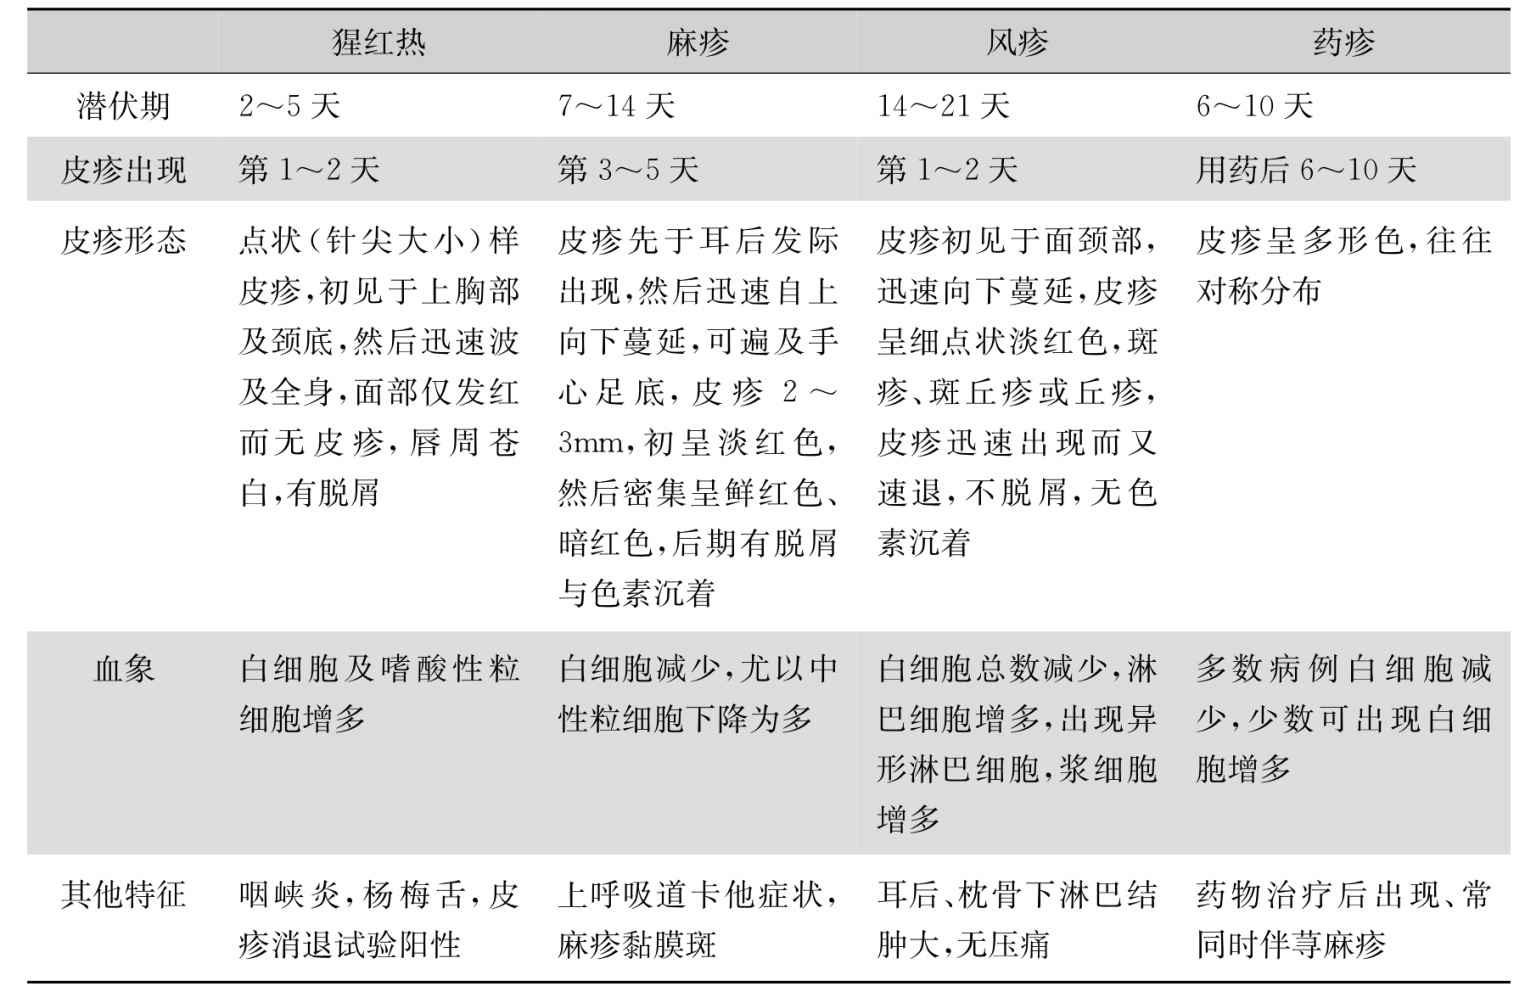 猩红热 麻疹 风疹 药疹
潜伏期 2～5天 7～14天 14～21天 6～10天
皮疹出现 第1～2天 第3～5天 第1～2天 用药后6～10天
皮疹形态 点状(针尖大小)样 皮疹先于耳后发际 皮疹初见于面颈部, 皮疹呈多形色,往往
皮疹,初见于上胸部 出现,然后迅速自上 迅速向下蔓延,皮疹 对称分布
及颈底,然后迅速波 向下蔓延,可遍及手 呈细点状淡红色,斑
及全身,面部仅发红 心足底,皮疹2～ 疹、斑丘疹或丘疹,
而无皮疹,唇周苍 3mm,初呈淡红色, 皮疹迅速出现而又
白,有脱屑 然后密集呈鲜红色、 速退,不脱屑,无色
暗红色,后期有脱屑 素沉着
与色素沉着
血象 白细胞及嗜酸性粒 白细胞减少,尤以中 白细胞总数减少,淋 多数病例白细胞减
细胞增多 性粒细胞下降为多 巴细胞增多,出现异 少,少数可出现白细
形淋巴细胞,浆细胞 胞增多
增多
其他特征 咽峡炎,杨梅舌,皮 上呼吸道卡他症状, 耳后、枕骨下淋巴结 药物治疗后出现、常
疹消退试验阳性 麻疹黏膜斑 肿大,无压痛 同时伴荨麻疹